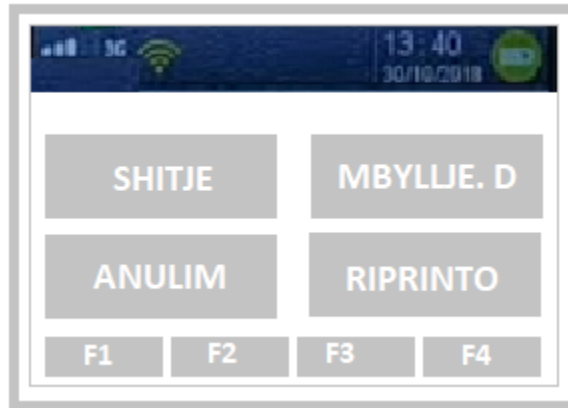 3G 13:40
30/10/2018
SHITJE MBYLLJE. D
ANULIM RIPRINTO
F1 F2 F3 F4